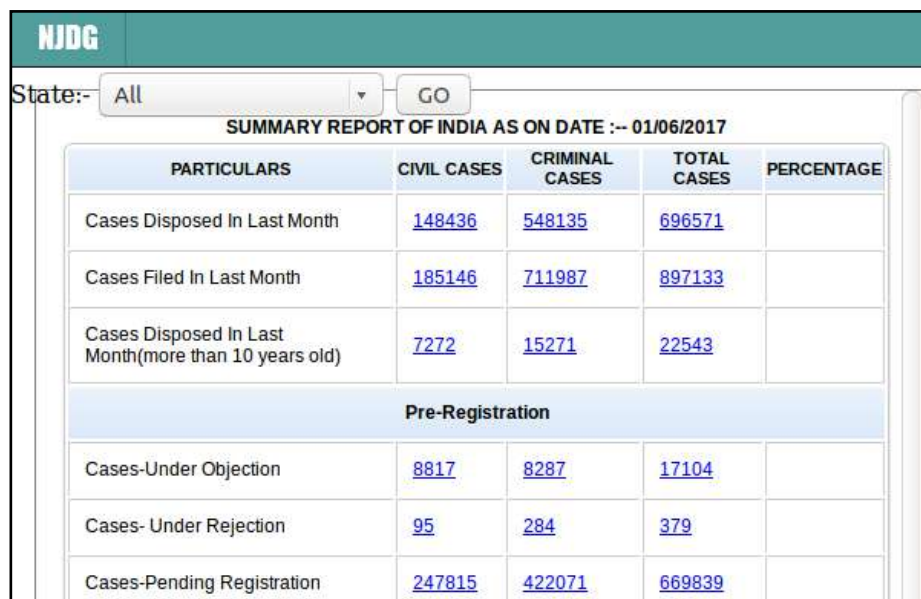 NJDG
State:- All GO
SUMMARY REPORT OF INDIA AS ON DATE :-- 01/06/2017
PARTICULARS CIVIL CASES CRIMINAL CASES TOTAL CASES PERCENTAGE
Cases Disposed In Last Month 148436 548135 696571
Cases Filed In Last Month 185146 711987 897133
Cases Disposed In Last
Month(more than 10 years old) 7272 15271 22543
Pre-Registration
Cases-Under Objection 8817 8287 17104
Cases- Under Rejection 95 284 379
Cases-Pending Registration 247815 422071 669839